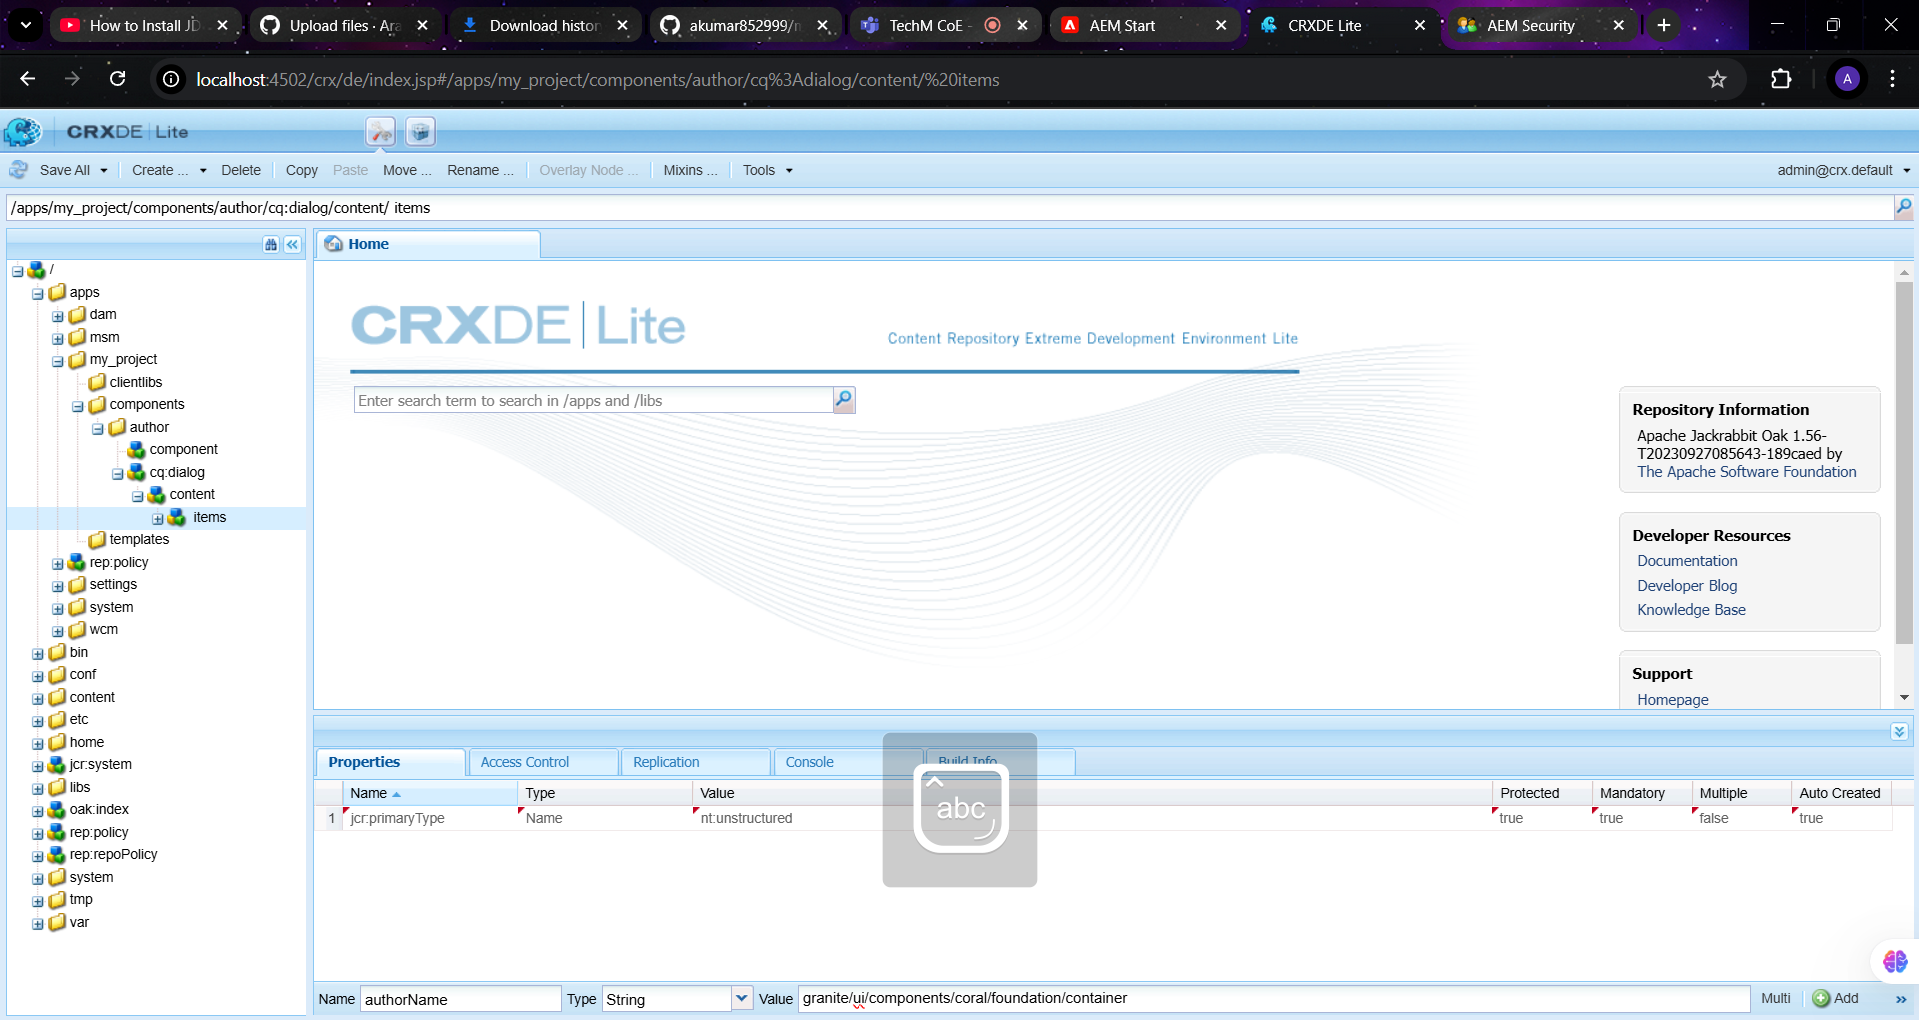 How to Install JD
Upload files · Ara
Download histor
akumar852999/n
TechM CoE -
AEM Start
CRXDE Lite
AEM Security
localhost:4502/crx/de/index.jsp#/apps/my_project/components/author/cq%3Adialog/content/%20items
A
CRXDE | Lite
Save All
Create ...
Delete
Copy
Paste
Move ...
Rename ...
Overlay Node ...
Mixins ...
Tools
admin@crx.default
/apps/my_project/components/author/cq:dialog/content/ items
Home
/
apps
dam
msm
my_project
clientlibs
components
author
component
cq:dialog
content
items
templates
rep:policy
settings
system
wcm
bin
conf
content
etc
home
jcr:system
libs
oak:index
rep:policy
rep:repoPolicy
system
tmp
var
CRXDE | Lite
Content Repository Extreme Development Environment Lite
Enter search term to search in /apps and /libs
Repository Information
Apache Jackrabbit Oak 1.56-
T20230927085643-189caed by
The Apache Software Foundation
Developer Resources
Documentation
Developer Blog
Knowledge Base
Support
Homepage
Properties
Access Control
Replication
Console
Build Info
Name
Type
Value
Protected
Mandatory
Multiple
Auto Created
1 jcr:primaryType Name nt:unstructured true true false true
abc
Name authorName Type String Value granite/ui/components/coral/foundation/container Multi Add